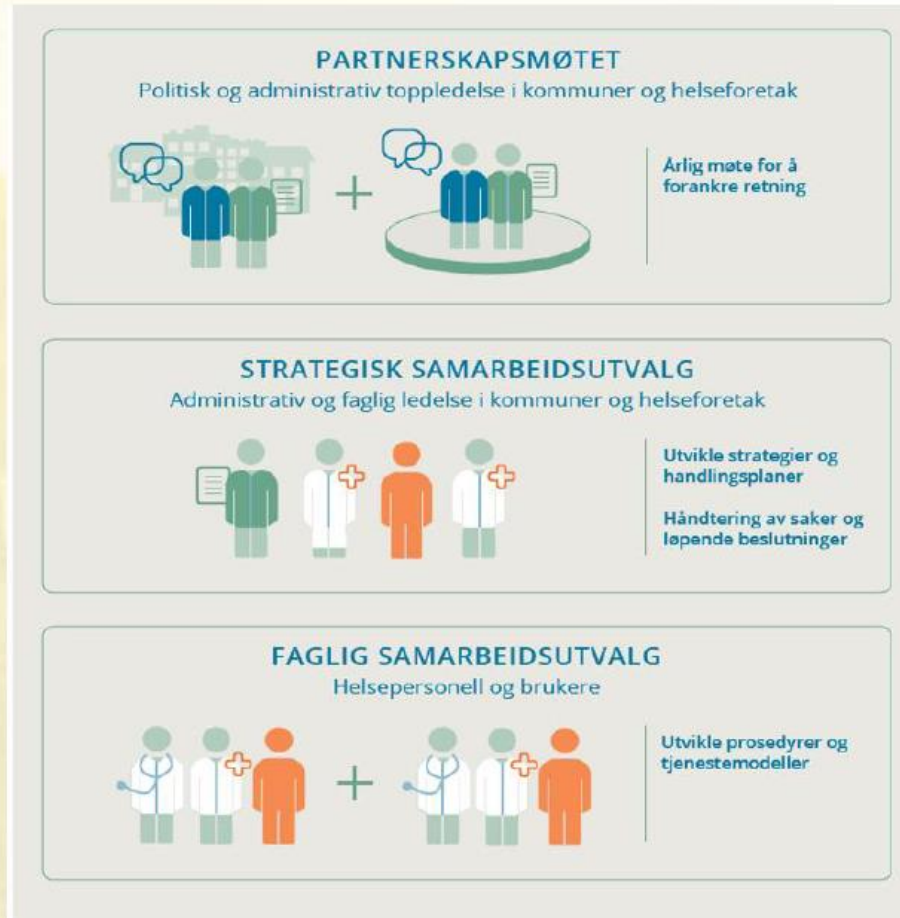 PARTNERSKAPSMØTET
Politisk og administrativ toppledelse i kommuner og helseforetak
Årlig møte for å
forankre retning
STRATEGISK SAMARBEIDSUTVALG
Administrativ og faglig ledelse i kommuner og helseforetak
Utvikle strategier og
handlingsplaner
Håndtering av saker og
løpende beslutninger
FAGLIG SAMARBEIDSUTVALG
Helsepersonell og brukere
Utvikle prosedyrer og
tjenestemodeller